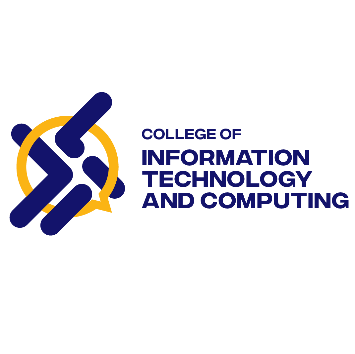 COLLEGE OF
INFORMATION
TECHNOLOGY
AND COMPUTING